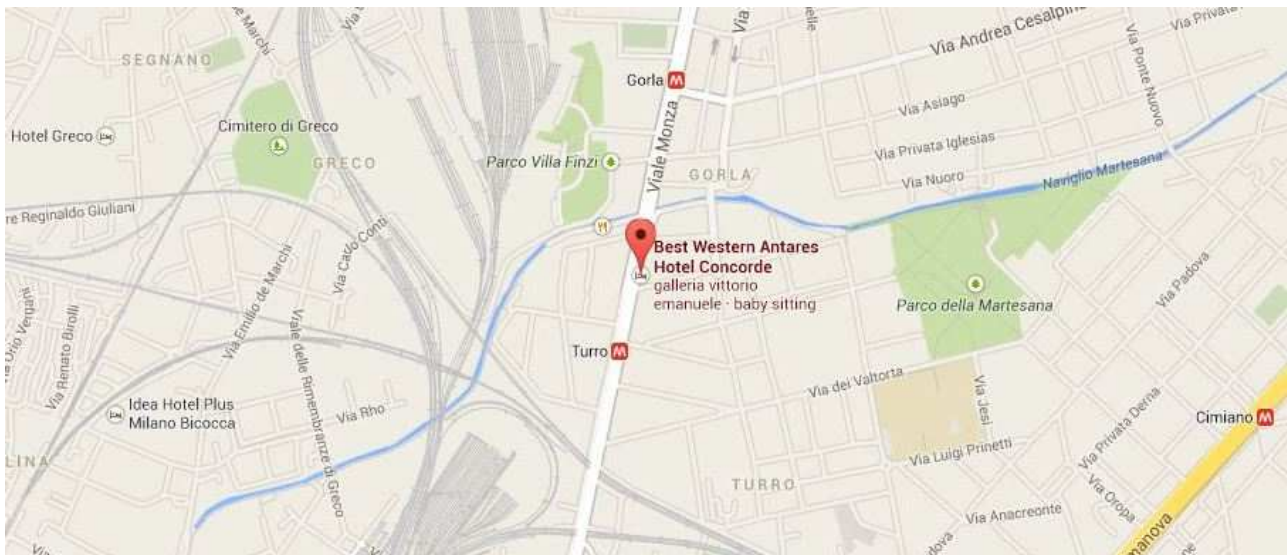 SEGNANO
Hotel Greco
Cimitero di Greco
GRECO
Parco Villa Finzi
Gorla
M
Viale Monza
GORLA
Via Asiago
Via Privata Iglesias
Via Nuoro
Naviglio Martesana
Via Ponte Nuovo
Via Privata
Via Andrea Cesalpin
re Reginaldo Giuliani
Via Carlo Conti
Via Emilio de Marchi
Viale delle Rimembranze di Greco
Via Renato Birolli
Best Western Antares
Hotel Concorde
galleria vittorio
emanuele · baby sitting
Parco della Martesana
Via Padova
Turro
M
Via dei Valtorta
Via Jesi
Idea Hotel Plus
Milano Bicocca
Via Rho
Via Luigi Prinetti
Via Privata Derna
Cimiano
M
LINA
TURRO
Via Anacreonte
Via Oropa
manova